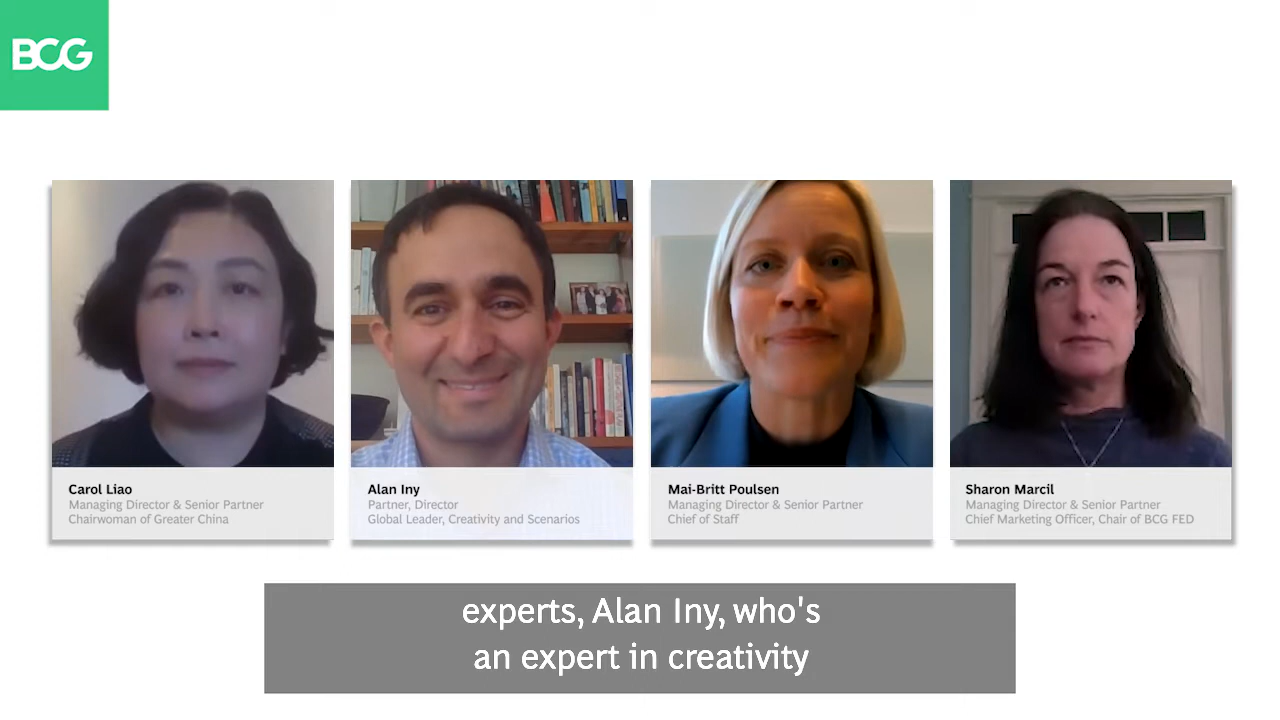 BCG
Carol Liao
Managing Director & Senior Partner
Chairwoman of Greater China
Alan Iny
Partner, Director
Global Leader, Creativity and Scenarios
Mai-Britt Poulsen
Managing Director & Senior Partner
Chief of Staff
Sharon Marcil
Managing Director & Senior Partner
Chief Marketing Officer, Chair of BCG FED
experts, Alan Iny, who's
an expert in creativity